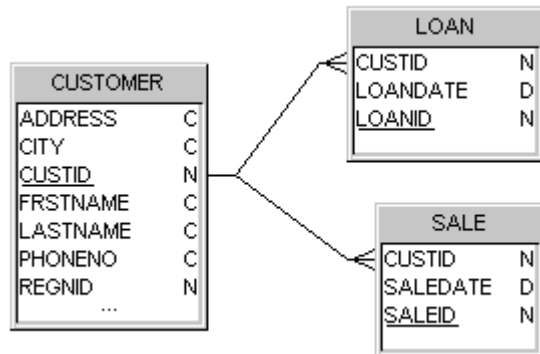 CUSTOMER
ADDRESS C
CITY C
CUSTID N
FRSTNAME C
LASTNAME C
PHONENO C
REGNID N
...
LOAN
CUSTID N
LOANDATE D
LOANID N
SALE
CUSTID N
SALEDATE D
SALEID N